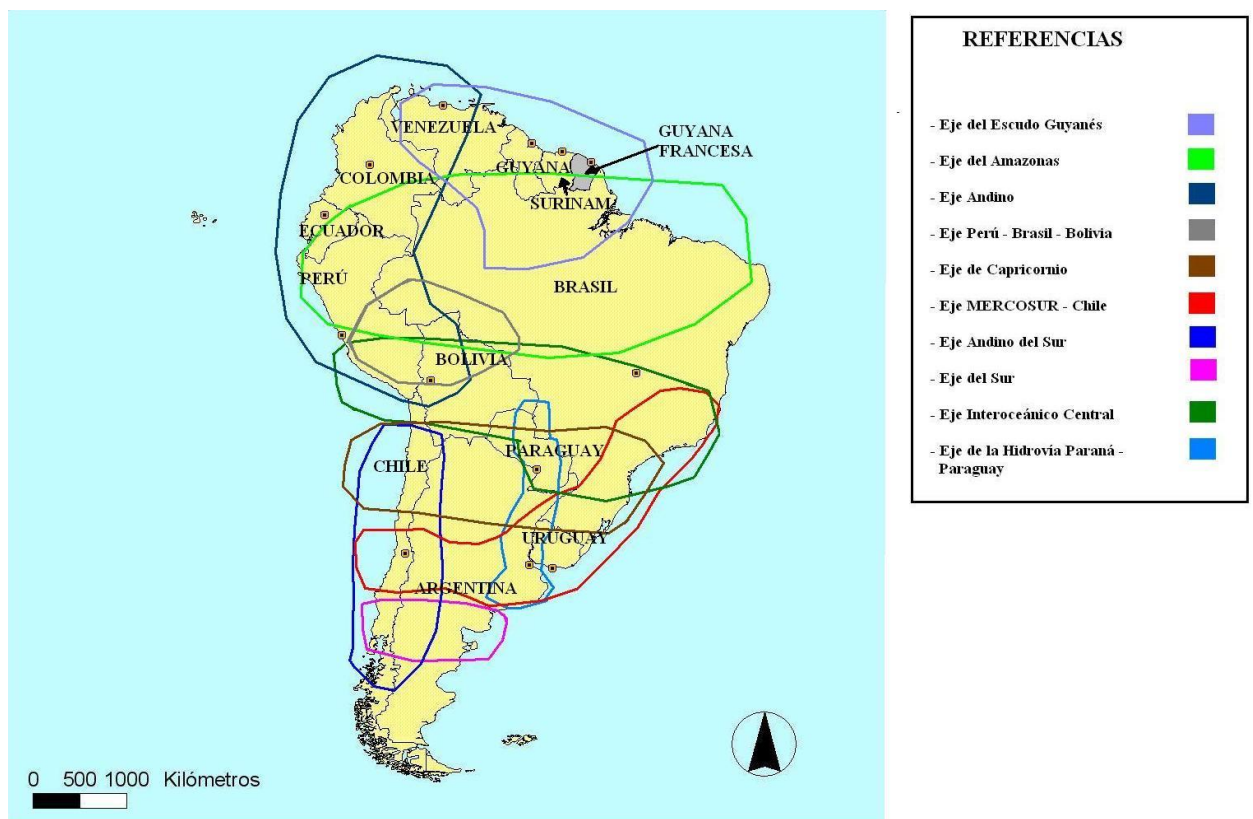 VENEZUELA
GUYANA
FRANCESA
GUYANA
COLOMBIA
SURINAM
ECUADOR
PERÚ
BRASIL
BOLIVIA
PARAGUAY
CHILE
URUGUAY
ARGENTINA
0 500 1000 Kilómetros
REFERENCIAS
- Eje del Escudo Guyanés
- Eje del Amazonas
- Eje Andino
- Eje Perú - Brasil - Bolivia
- Eje de Capricornio
- Eje MERCOSUR - Chile
- Eje Andino del Sur
- Eje del Sur
- Eje Interoceánico Central
- Eje de la Hidrovía Paraná -
Paraguay